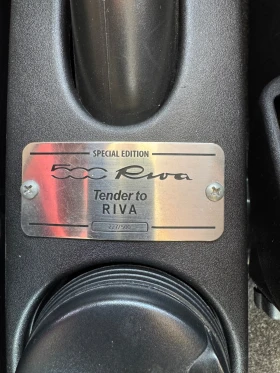 SPECIAL EDITION
500 Riva
Tender to
RIVA